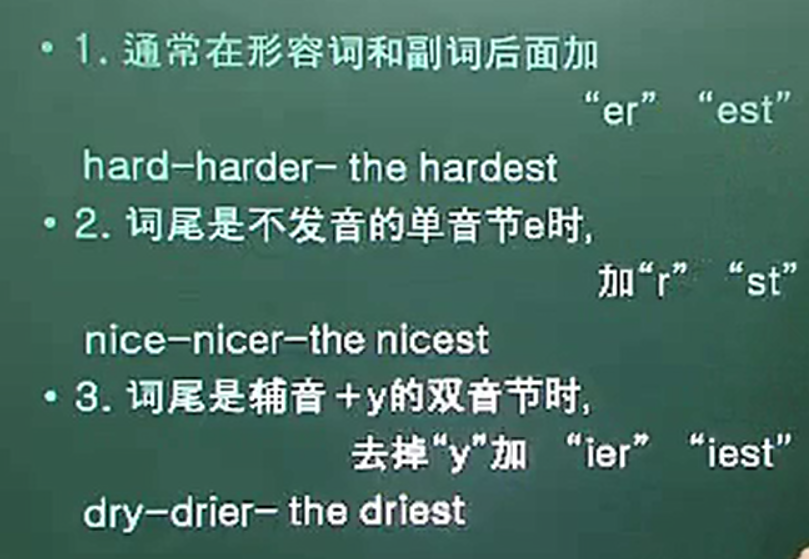 • 1. 通常在形容词和副词后面加
“er” “est”
hard-harder- the hardest
• 2. 词尾是不发音的单音节e时,
加“r” “st”
nice-nicer-the nicest
• 3. 词尾是辅音+y的双音节时,
去掉“y”加 “ier” “iest”
dry-drier- the driest